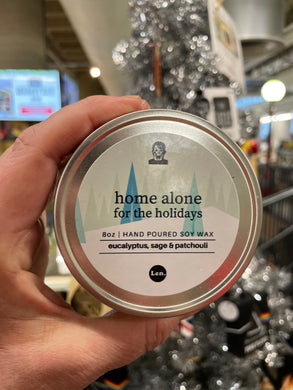 home alone
for the holidays
8oz | HAND POURED SOY WAX
eucalyptus, sage & patchouli
Len.